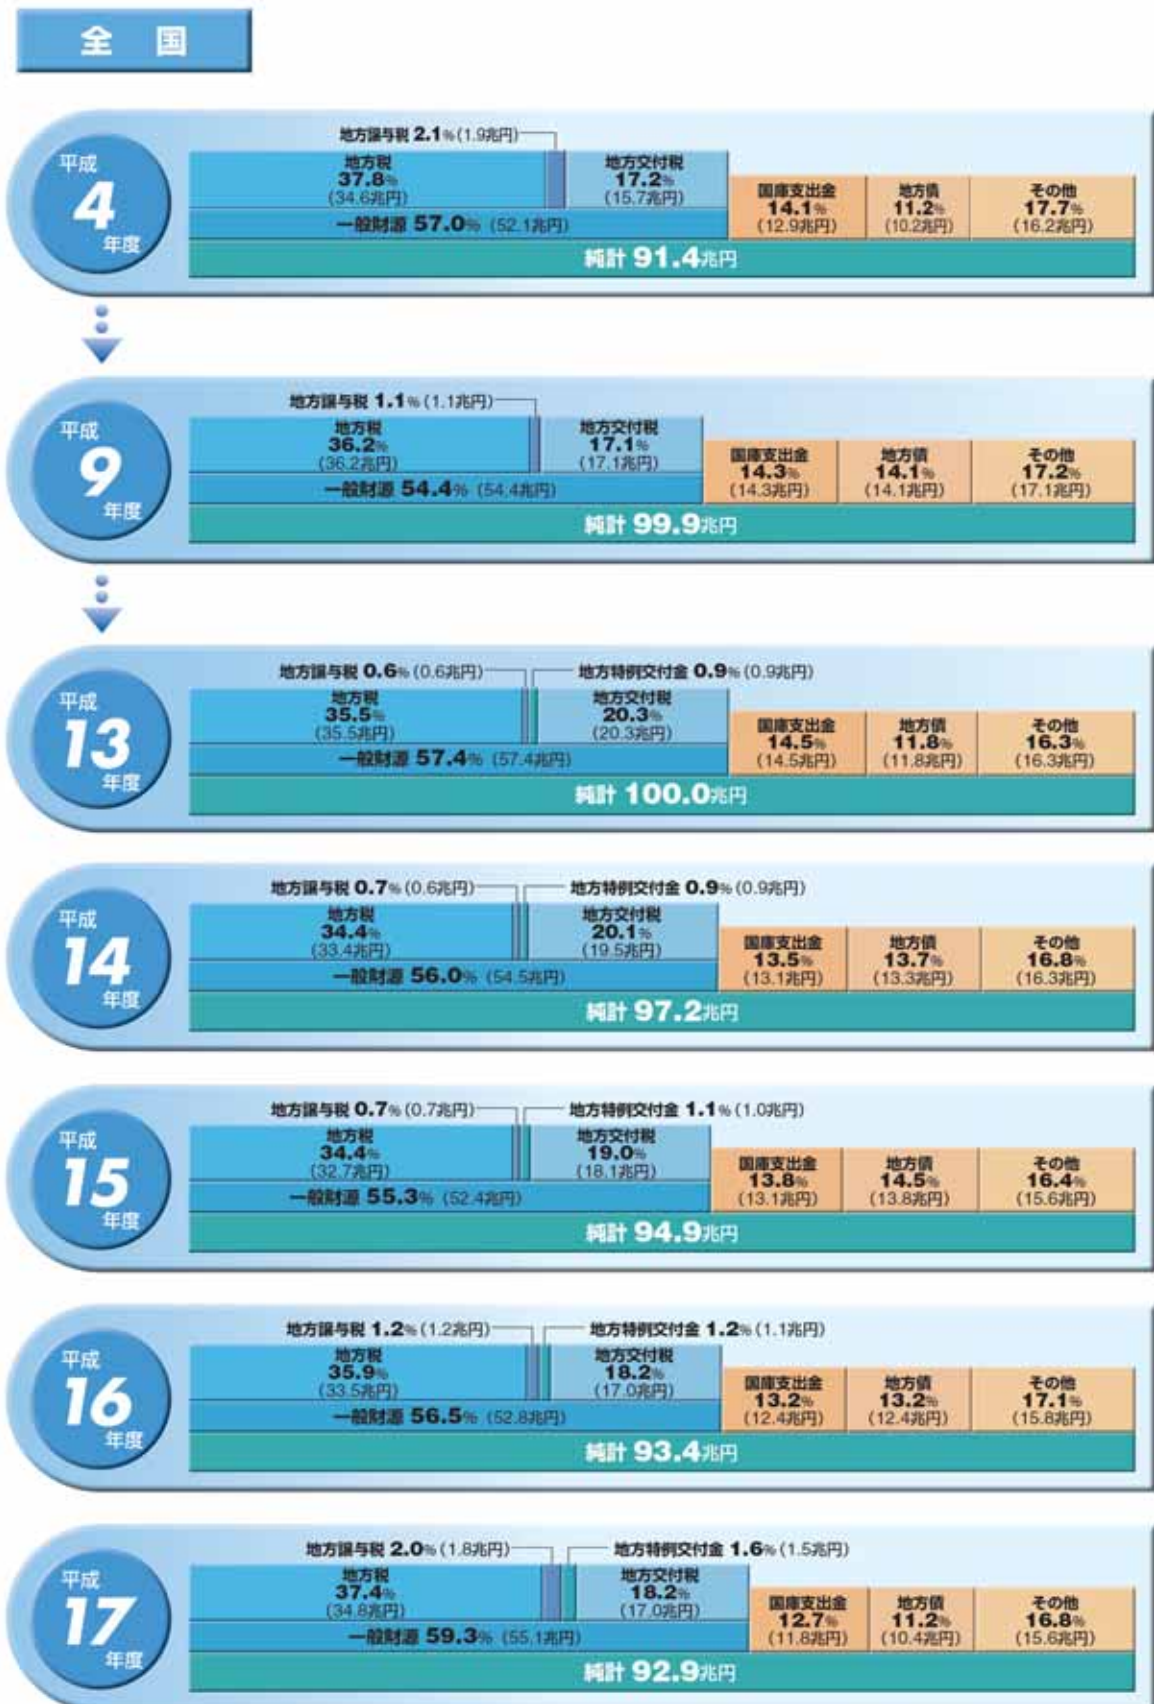 全国
平成
4
年度
地方譲与税 2.1%(1.9兆円)
地方税
37.8%
(34.6兆円)
地方交付税
17.2%
(15.7兆円)
一般財源 57.0% (52.1兆円)
国庫支出金
14.1%
(12.9兆円)
地方債
11.2%
(10.2兆円)
その他
17.7%
(16.2兆円)
純計 91.4兆円
平成
9
年度
地方譲与税 1.1%(1.1兆円)
地方税
36.2%
(36.2兆円)
地方交付税
17.1%
(17.1兆円)
一般財源 54.4% (54.4兆円)
国庫支出金
14.3%
(14.3兆円)
地方債
14.1%
(14.1兆円)
その他
17.2%
(17.1兆円)
純計 99.9兆円
平成
13
年度
地方譲与税 0.6%(0.6兆円)
地方特例交付金 0.9%(0.9兆円)
地方税
35.5%
(35.5兆円)
地方交付税
20.3%
(20.3兆円)
一般財源 57.4% (57.4兆円)
国庫支出金
14.5%
(14.5兆円)
地方債
11.8%
(11.8兆円)
その他
16.3%
(16.3兆円)
純計 100.0兆円
平成
14
年度
地方譲与税 0.7%(0.6兆円)
地方特例交付金 0.9%(0.9兆円)
地方税
34.4%
(33.4兆円)
地方交付税
20.1%
(19.5兆円)
一般財源 56.0% (54.5兆円)
国庫支出金
13.5%
(13.1兆円)
地方債
13.7%
(13.3兆円)
その他
16.8%
(16.3兆円)
純計 97.2兆円
平成
15
年度
地方譲与税 0.7%(0.7兆円)
地方特例交付金 1.1%(1.0兆円)
地方税
34.4%
(32.7兆円)
地方交付税
19.0%
(18.1兆円)
一般財源 55.3% (52.4兆円)
国庫支出金
13.8%
(13.1兆円)
地方債
14.5%
(13.8兆円)
その他
16.4%
(15.6兆円)
純計 94.9兆円
平成
16
年度
地方譲与税 1.2%(1.2兆円)
地方特例交付金 1.2%(1.1兆円)
地方税
35.9%
(33.5兆円)
地方交付税
18.2%
(17.0兆円)
一般財源 56.5% (52.8兆円)
国庫支出金
13.2%
(12.4兆円)
地方債
13.2%
(12.4兆円)
その他
17.1%
(15.8兆円)
純計 93.4兆円
平成
17
年度
地方譲与税 2.0%(1.8兆円)
地方特例交付金 1.6%(1.5兆円)
地方税
37.4%
(34.8兆円)
地方交付税
18.2%
(17.0兆円)
一般財源 59.3% (55.1兆円)
国庫支出金
12.7%
(11.8兆円)
地方債
11.2%
(10.4兆円)
その他
16.8%
(15.6兆円)
純計 92.9兆円